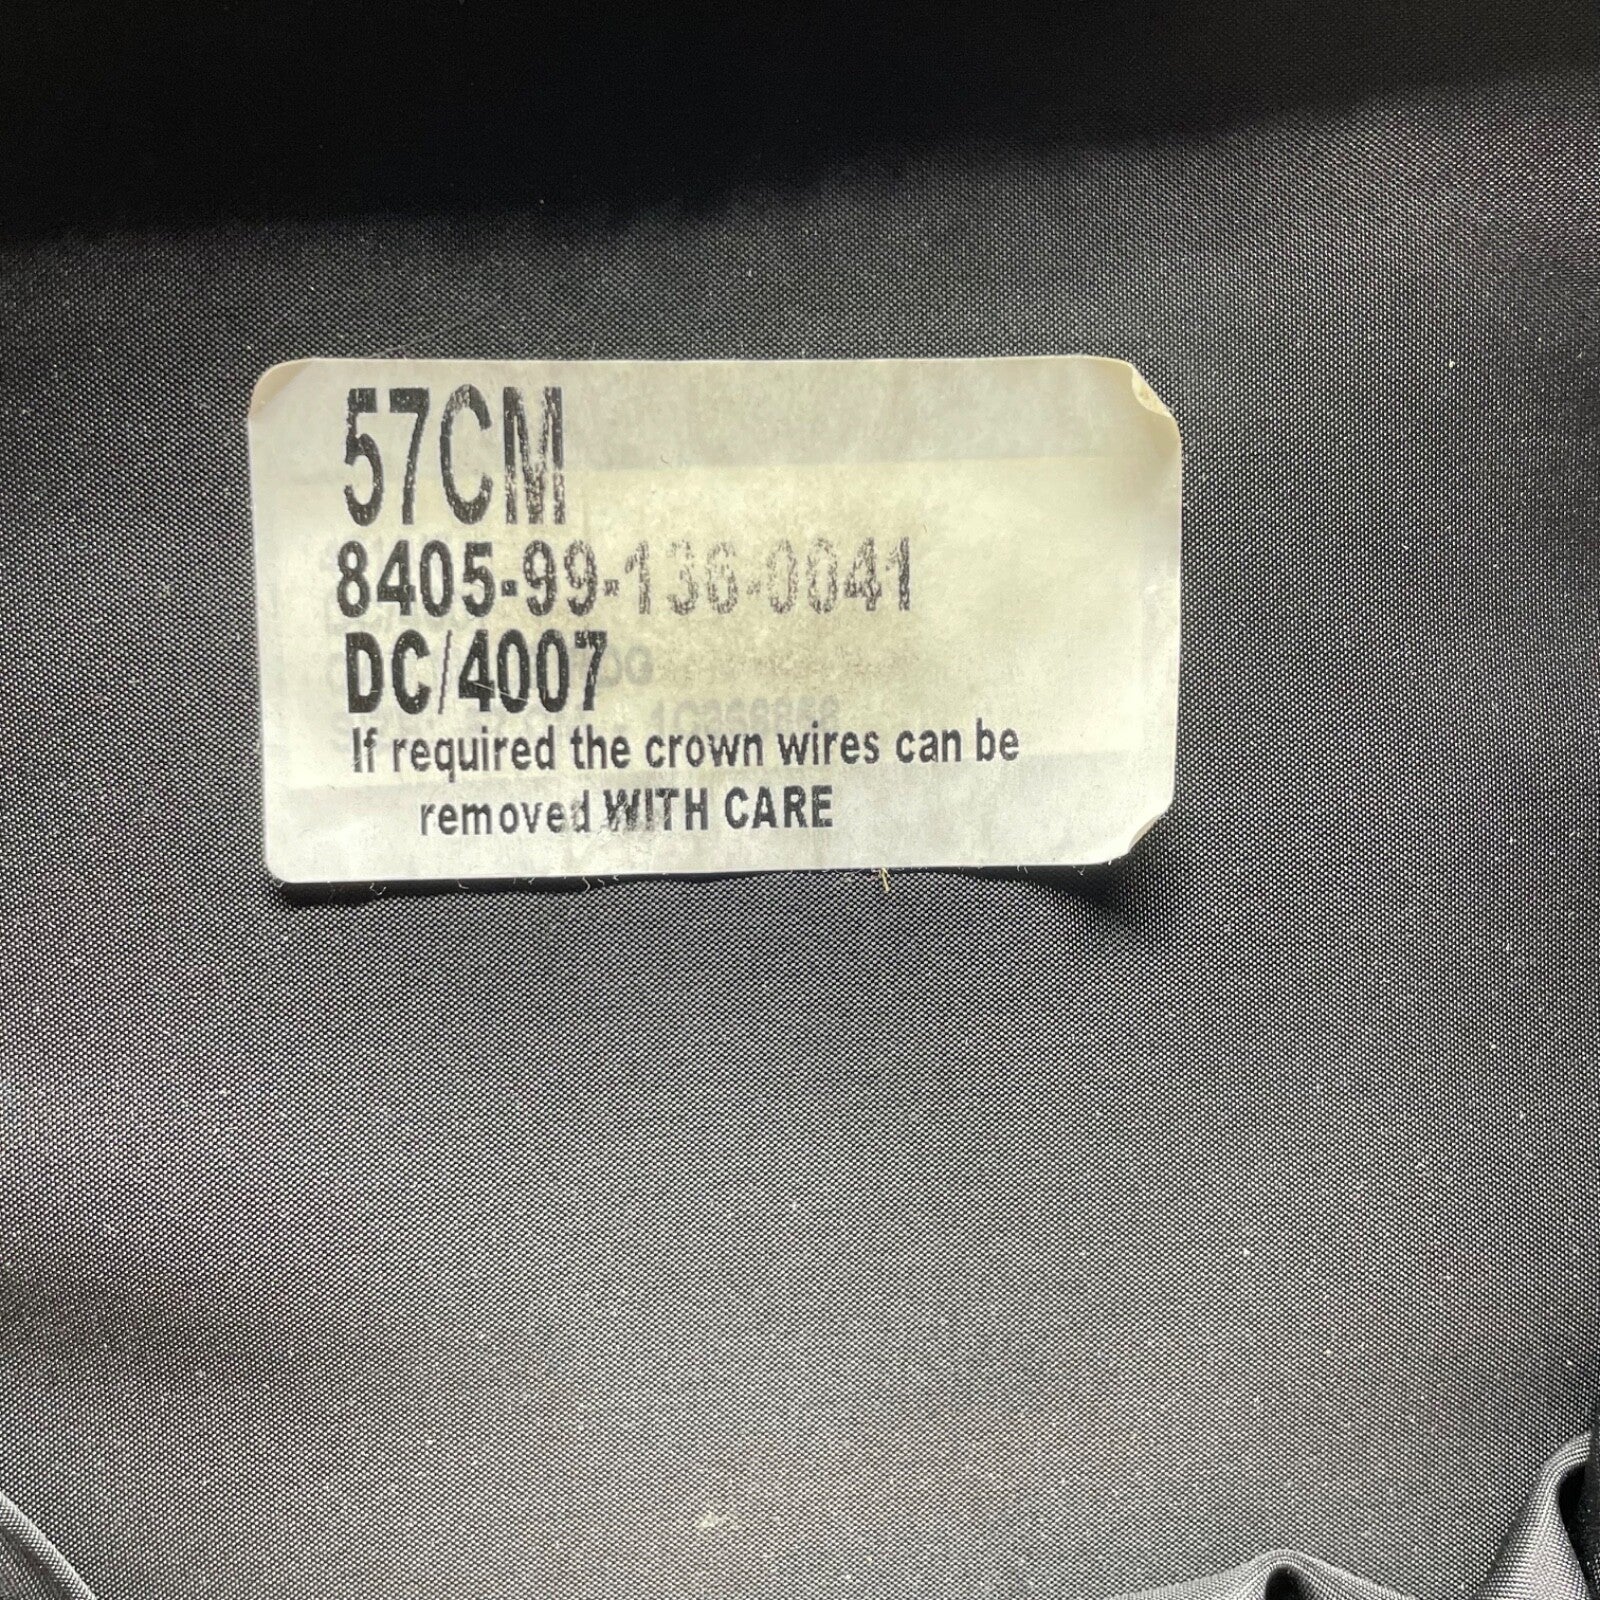 57CM
8405-99-136-0041
DC/4007
If required the crown wires can be
removed WITH CARE